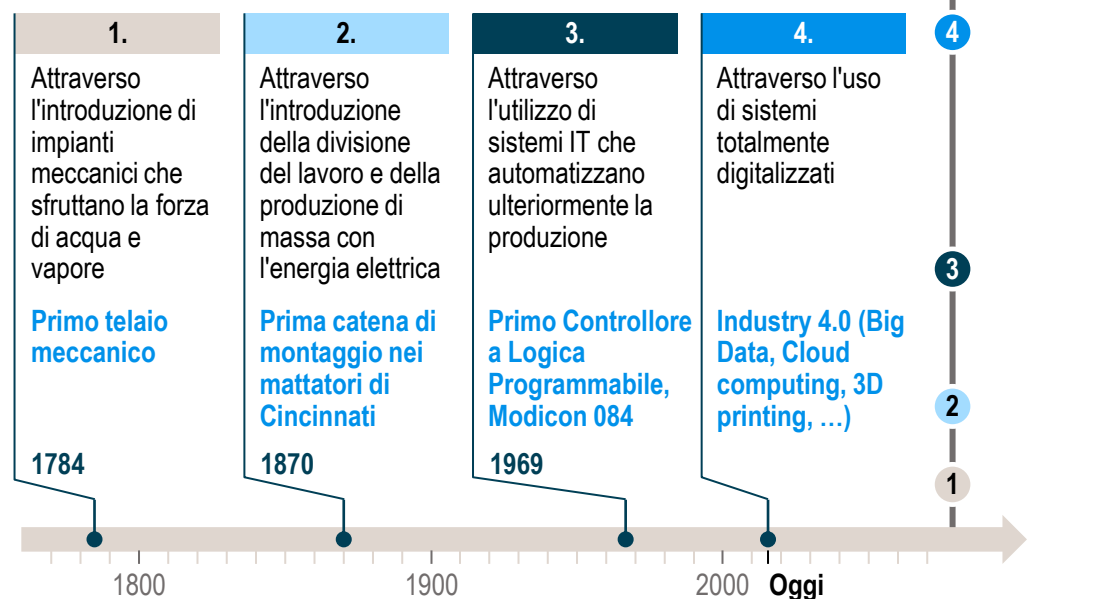 1.
Attraverso
l'introduzione di
impianti
meccanici che
sfruttano la forza
di acqua e
vapore
Primo telaio
meccanico
1784
2.
Attraverso
l'introduzione
della divisione
del lavoro e della
produzione di
massa con
l'energia elettrica
Prima catena di
montaggio nei
mattatori di
Cincinnati
1870
3.
Attraverso
l'utilizzo di
sistemi IT che
automatizzano
ulteriormente la
produzione
Primo Controllore
a Logica
Programmabile,
Modicon 084
1969
4.
Attraverso l'uso
di sistemi
totalmente
digitalizzati
Industry 4.0 (Big
Data, Cloud
computing, 3D
printing, …)
4
3
2
1
1800
1900
2000
Oggi